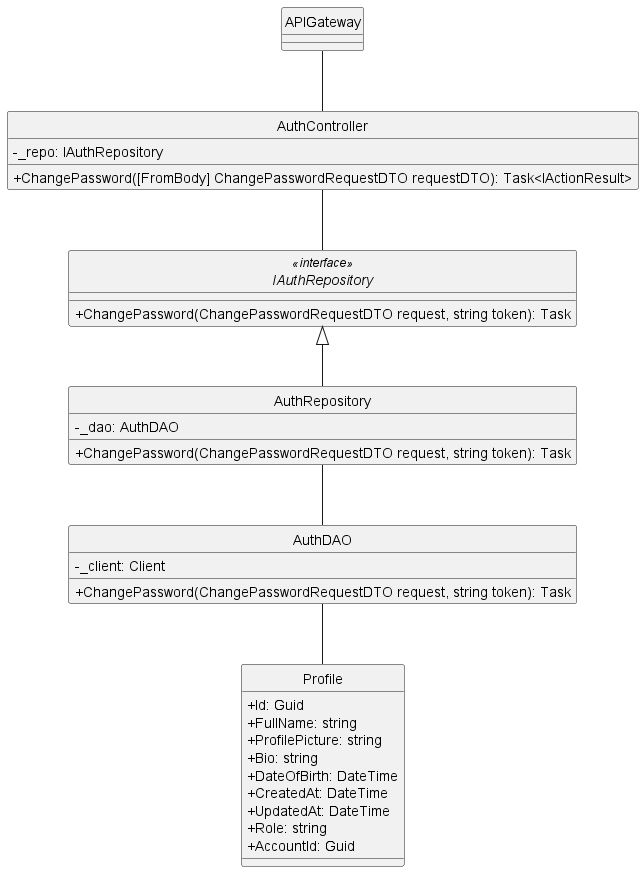 APIGateway
AuthController
-_repo: IAuthRepository
+ChangePassword([FromBody] ChangePasswordRequestDTO requestDTO): Task<IActionResult>
«interface»
IAuthRepository
+ChangePassword(ChangePasswordRequestDTO request, string token): Task
AuthRepository
-_dao: AuthDAO
+ChangePassword(ChangePasswordRequestDTO request, string token): Task
AuthDAO
-_client: Client
+ChangePassword(ChangePasswordRequestDTO request, string token): Task
Profile
+Id: Guid
+FullName: string
+ProfilePicture: string
+Bio: string
+DateOfBirth: DateTime
+CreatedAt: DateTime
+UpdatedAt: DateTime
+Role: string
+AccountId: Guid